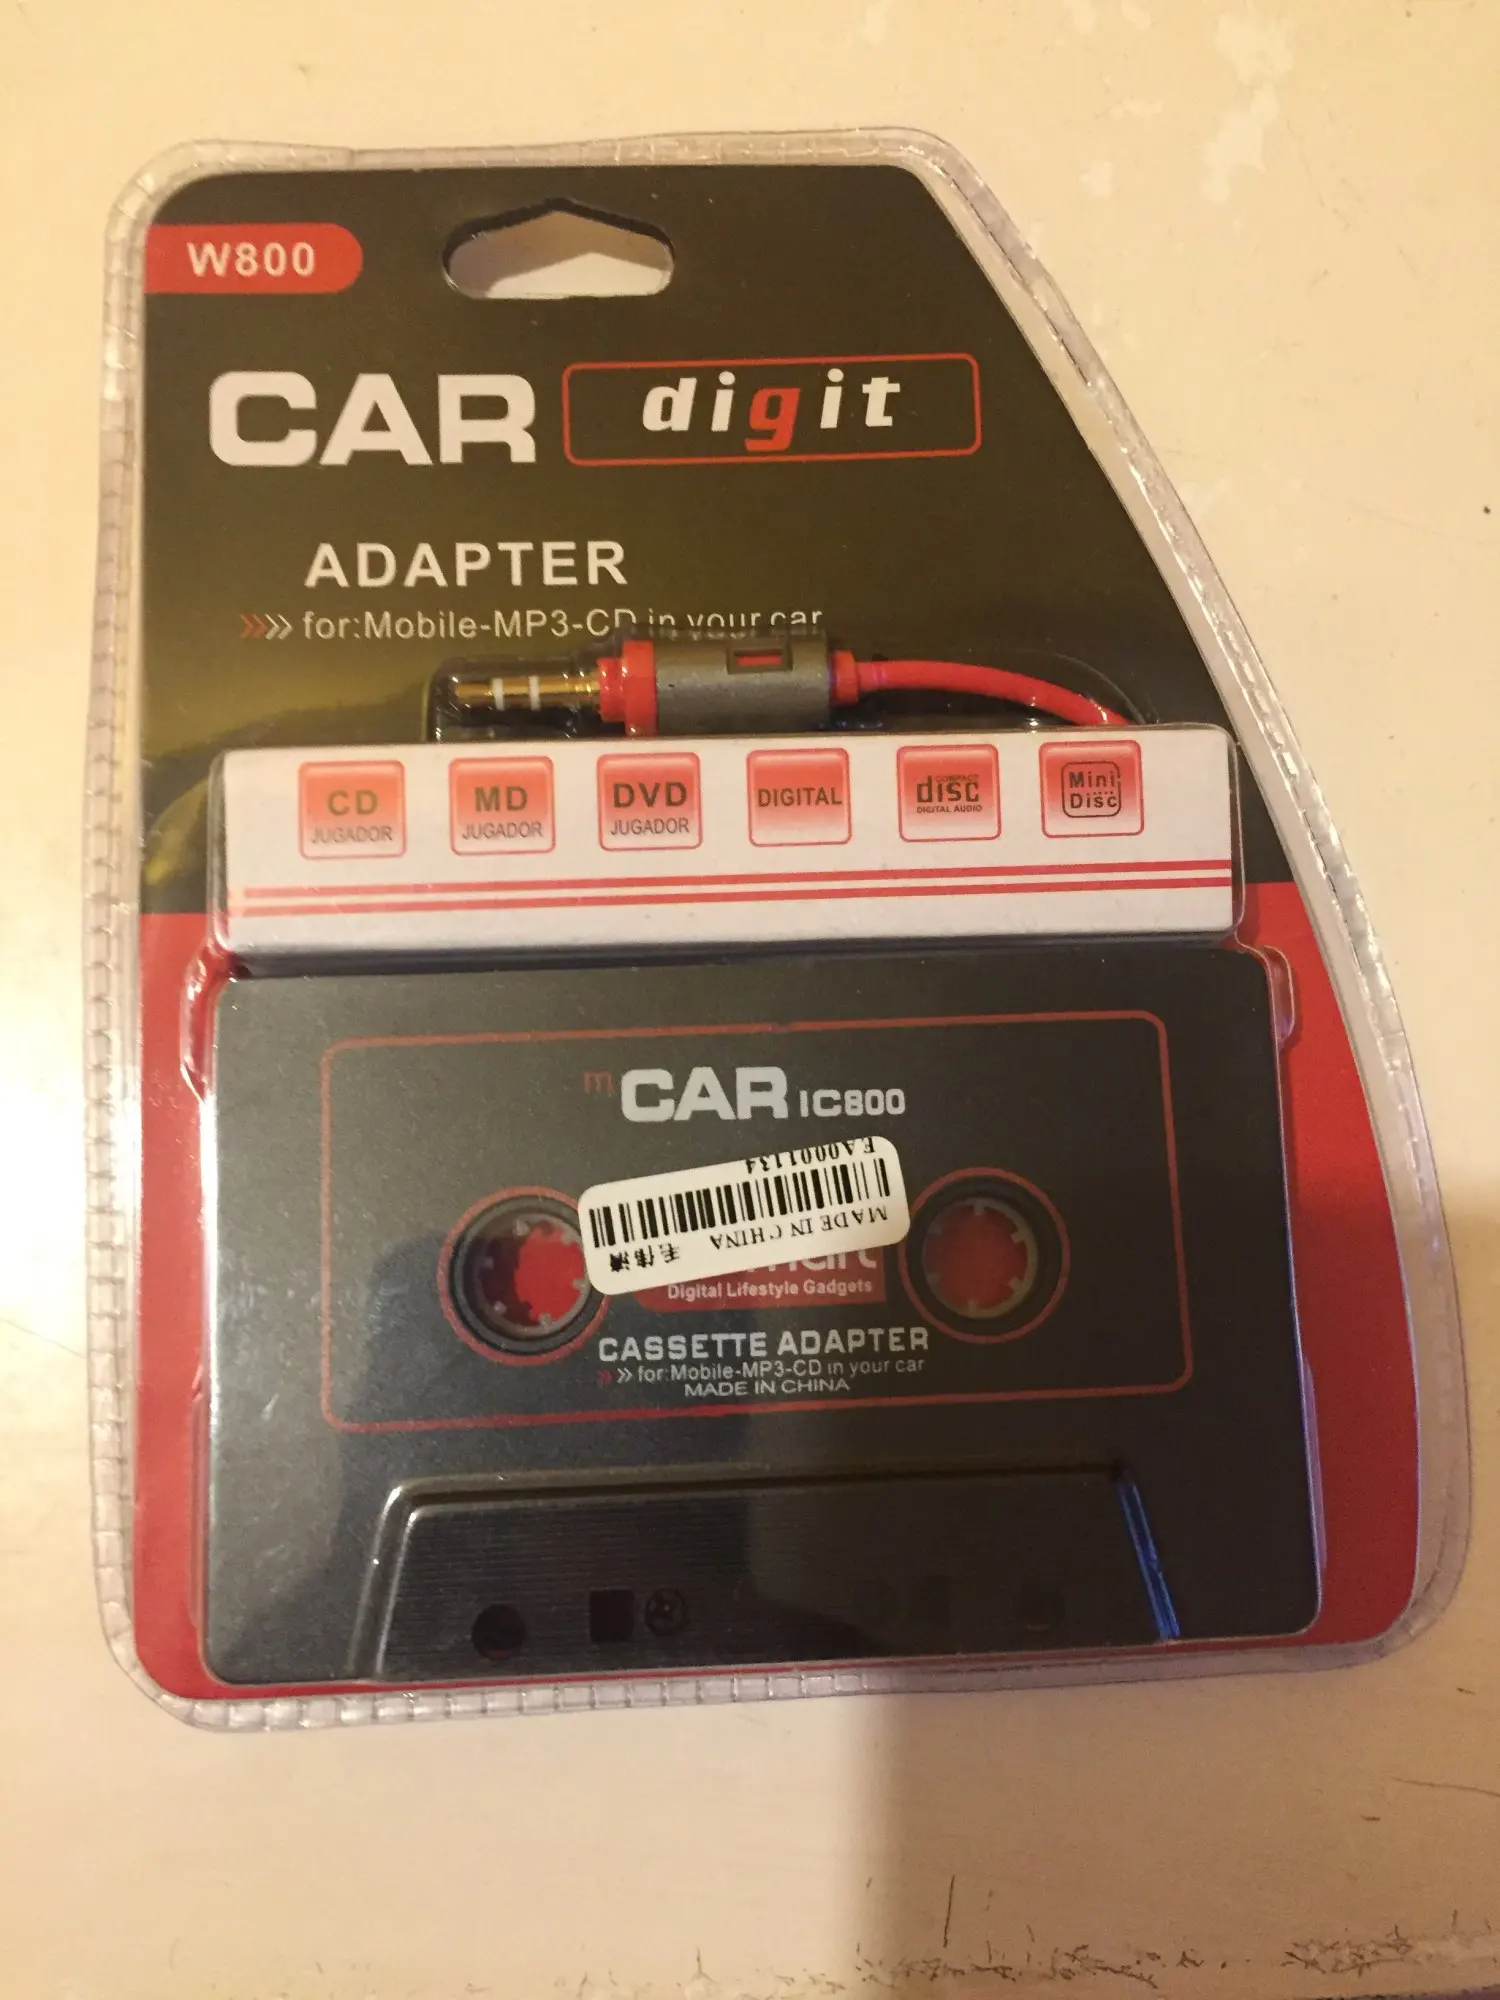 W800
CAR digit
ADAPTER
for:Mobile-MP3-CD in your car
CD JUGADOR
MD JUGADOR
DVD JUGADOR
DIGITAL
COMPACT disc DIGITAL AUDIO
Mini Disc
m CAR IC800
EA0001134
MADE IN CHINA
Digital Lifestyle Gadgets
CASSETTE ADAPTER
for:Mobile-MP3-CD in your car
MADE IN CHINA